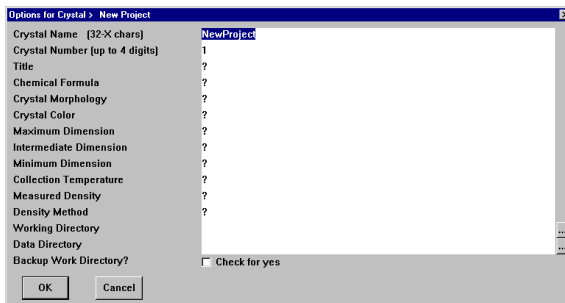 Options for Crystal > New Project
Crystal Name (32-X chars) NewProject
Crystal Number (up to 4 digits) 1
Title ?
Chemical Formula ?
Crystal Morphology ?
Crystal Color ?
Maximum Dimension ?
Intermediate Dimension ?
Minimum Dimension ?
Collection Temperature ?
Measured Density ?
Density Method ?
Working Directory ...
Data Directory ...
Backup Work Directory? Check for yes
OK Cancel